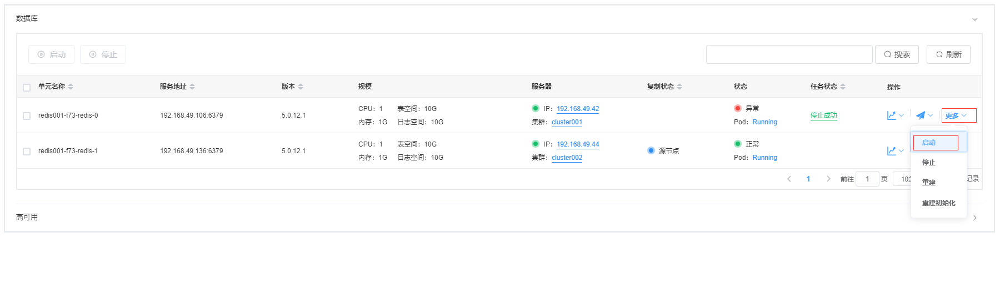 数据库
启动 停止 搜索 刷新
单元名称 服务地址 版本 规模 服务器 复制状态 状态 任务状态 操作
CPU：1 表空间：10G IP：192.168.49.42 异常
redis001-f73-redis-0 192.168.49.106:6379 5.0.12.1 停止成功 更多
内存：1G 日志空间：10G 集群：cluster001 Pod：Running
CPU：1 表空间：10G IP：192.168.49.44 正常 启动
redis001-f73-redis-1 192.168.49.136:6379 5.0.12.1 源节点
内存：1G 日志空间：10G 集群：cluster002 Pod：Running 停止
1 前往 1 页 10 记录
重建
重建初始化
高可用